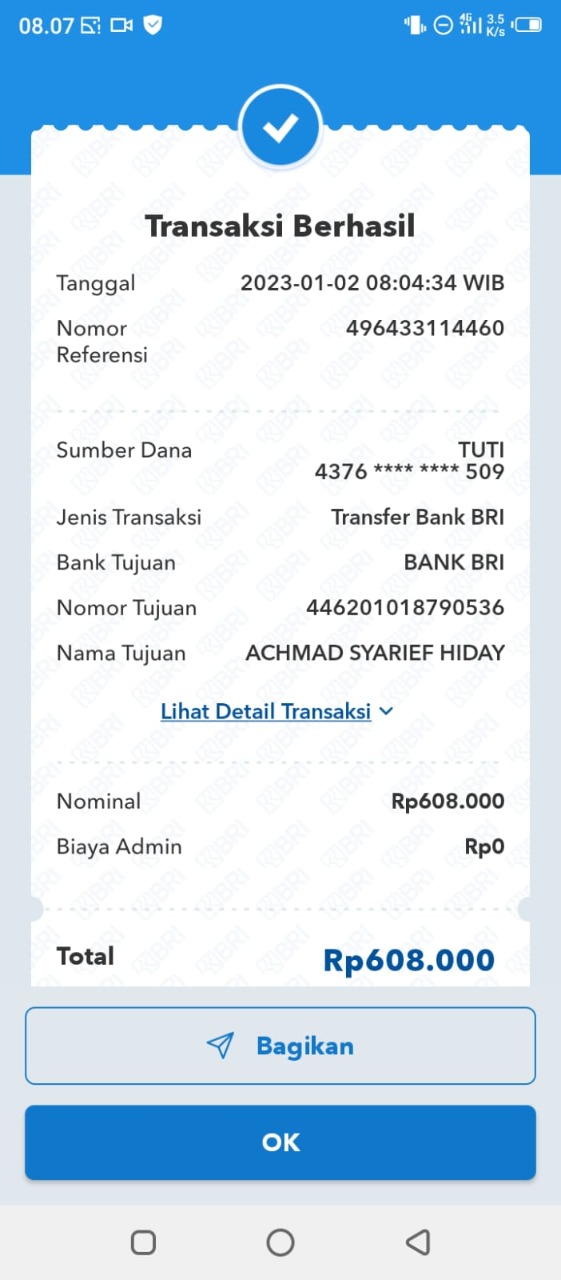 08.07
4G
3.5
K/s
Transaksi Berhasil
Tanggal 2023-01-02 08:04:34 WIB
Nomor Referensi 496433114460
Sumber Dana TUTI
4376 **** **** 509
Jenis Transaksi Transfer Bank BRI
Bank Tujuan BANK BRI
Nomor Tujuan 446201018790536
Nama Tujuan ACHMAD SYARIEF HIDAY
Lihat Detail Transaksi
Nominal Rp608.000
Biaya Admin Rp0
Total Rp608.000
Bagikan
OK